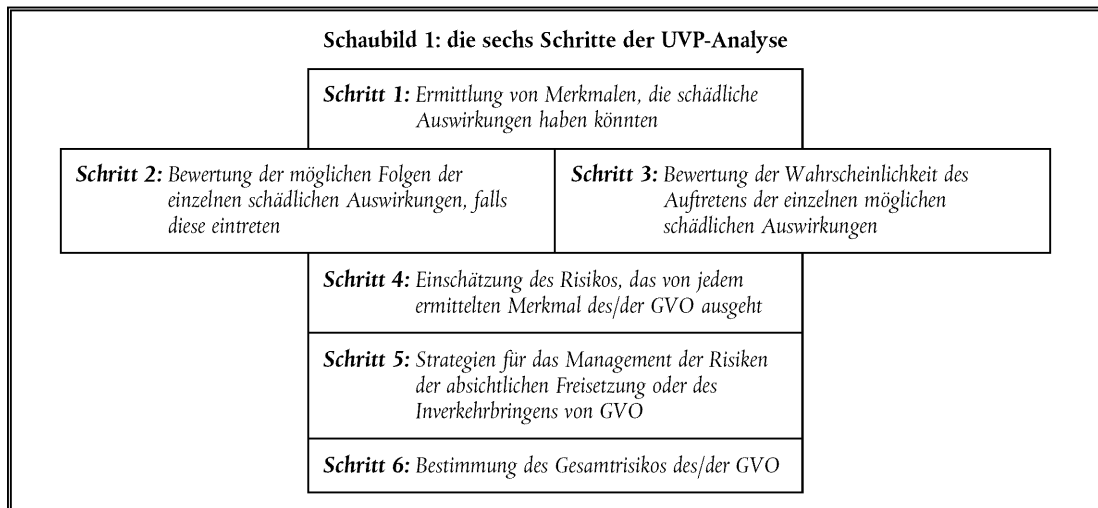 Schaubild 1: die sechs Schritte der UVP-Analyse
Schritt 1: Ermittlung von Merkmalen, die schädliche
Auswirkungen haben könnten
Schritt 2: Bewertung der möglichen Folgen der
einzelnen schädlichen Auswirkungen, falls
diese eintreten
Schritt 3: Bewertung der Wahrscheinlichkeit des
Auftretens der einzelnen möglichen
schädlichen Auswirkungen
Schritt 4: Einschätzung des Risikos, das von jedem
ermittelten Merkmal des/der GVO ausgeht
Schritt 5: Strategien für das Management der Risiken
der absichtlichen Freisetzung oder des
Inverkehrbringens von GVO
Schritt 6: Bestimmung des Gesamtrisikos des/der GVO